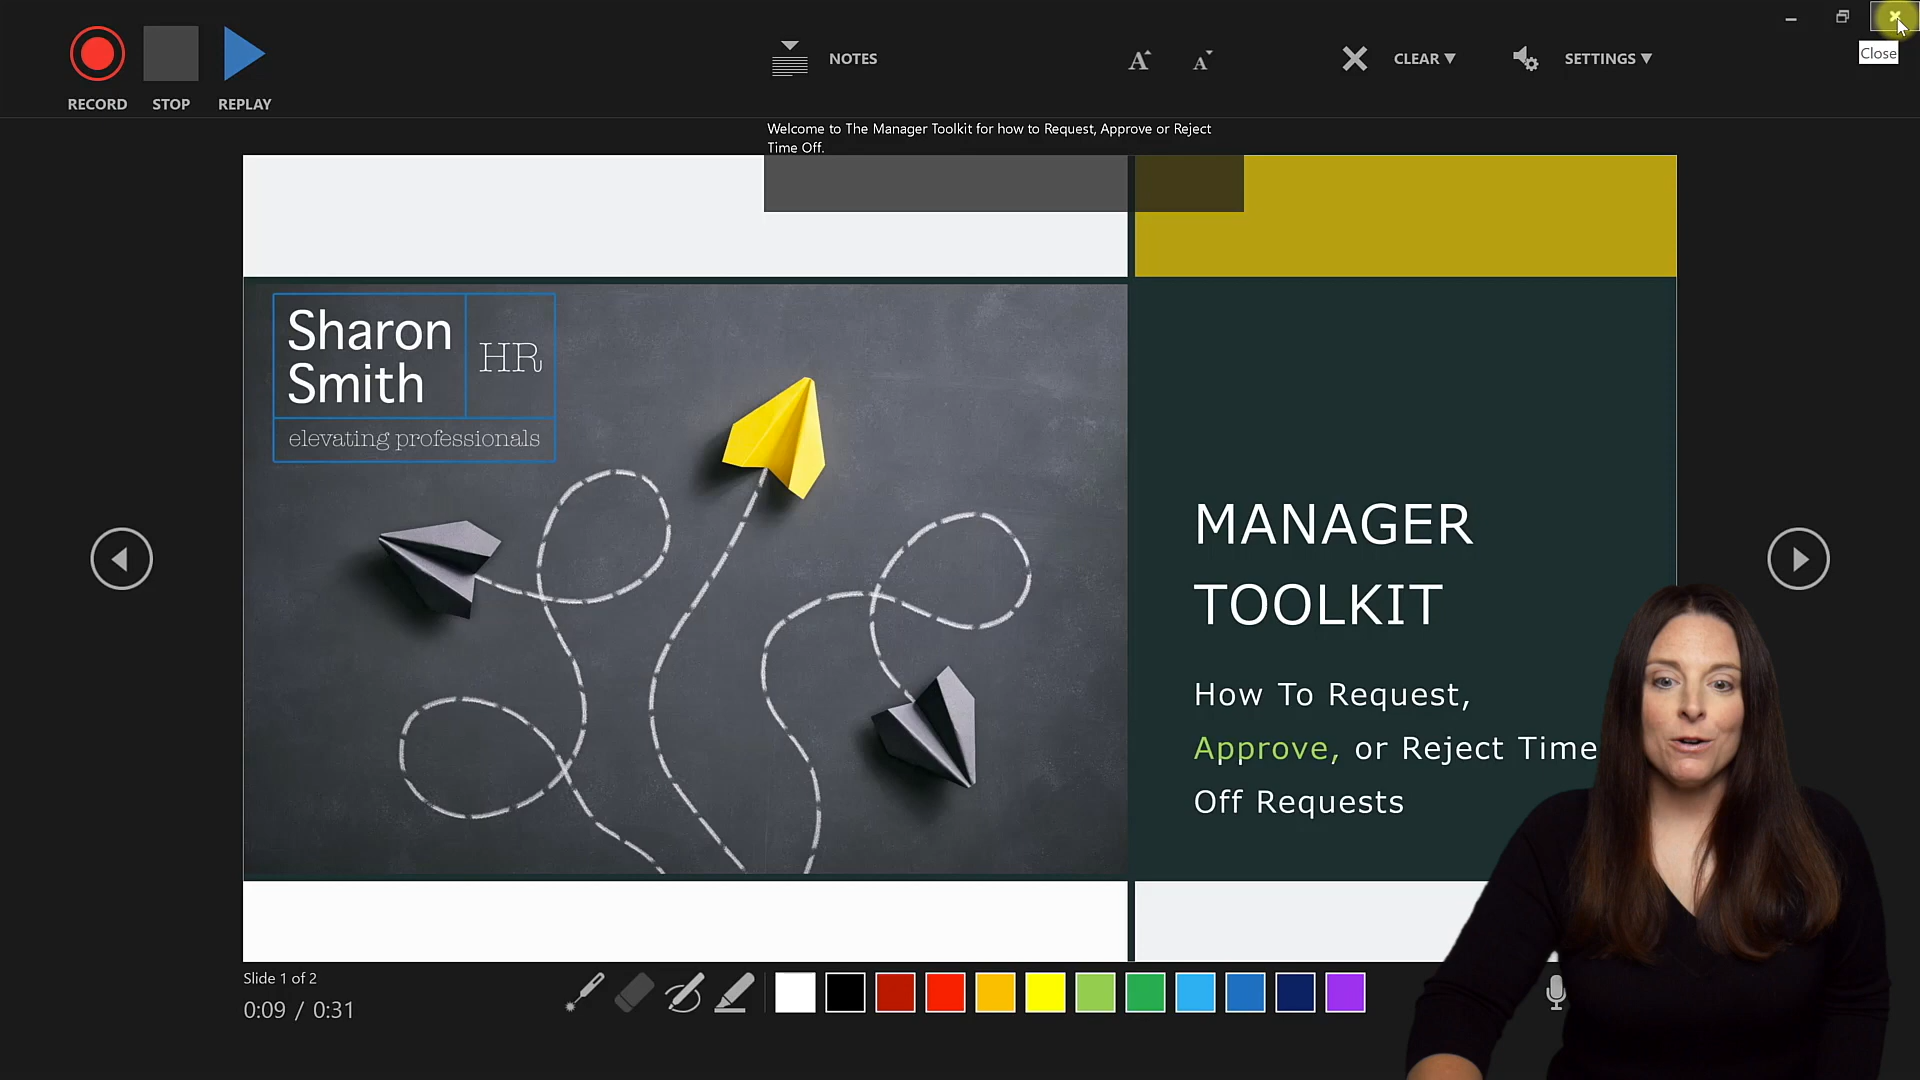 RECORD
STOP
REPLAY
NOTES
A
A
CLEAR
SETTINGS
Close
Welcome to The Manager Toolkit for how to Request, Approve or Reject
Time Off.
Sharon
Smith
HR
elevating professionals
MANAGER
TOOLKIT
How To Request,
Approve, or Reject Time
Off Requests
Slide 1 of 2
0:09 / 0:31